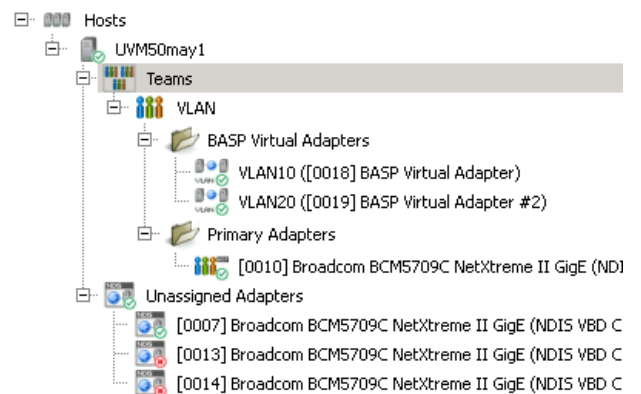 Hosts
UVM50may1
Teams
VLAN
BASP Virtual Adapters
VLAN10 ([0018] BASP Virtual Adapter)
VLAN20 ([0019] BASP Virtual Adapter #2)
Primary Adapters
[0010] Broadcom BCM5709C NetXtreme II GigE (NDI
Unassigned Adapters
[0007] Broadcom BCM5709C NetXtreme II GigE (NDIS VBD C
[0013] Broadcom BCM5709C NetXtreme II GigE (NDIS VBD C
[0014] Broadcom BCM5709C NetXtreme II GigE (NDIS VBD C